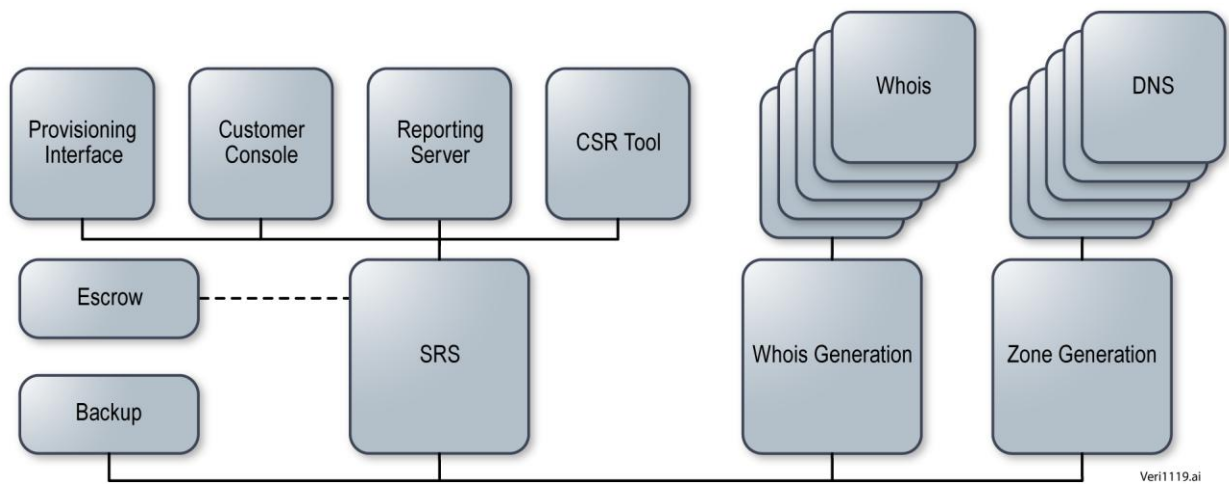 Provisioning
Interface
Customer
Console
Reporting
Server
CSR Tool
Whois
DNS
Escrow
SRS
Whois Generation
Zone Generation
Backup
Veri1119.ai